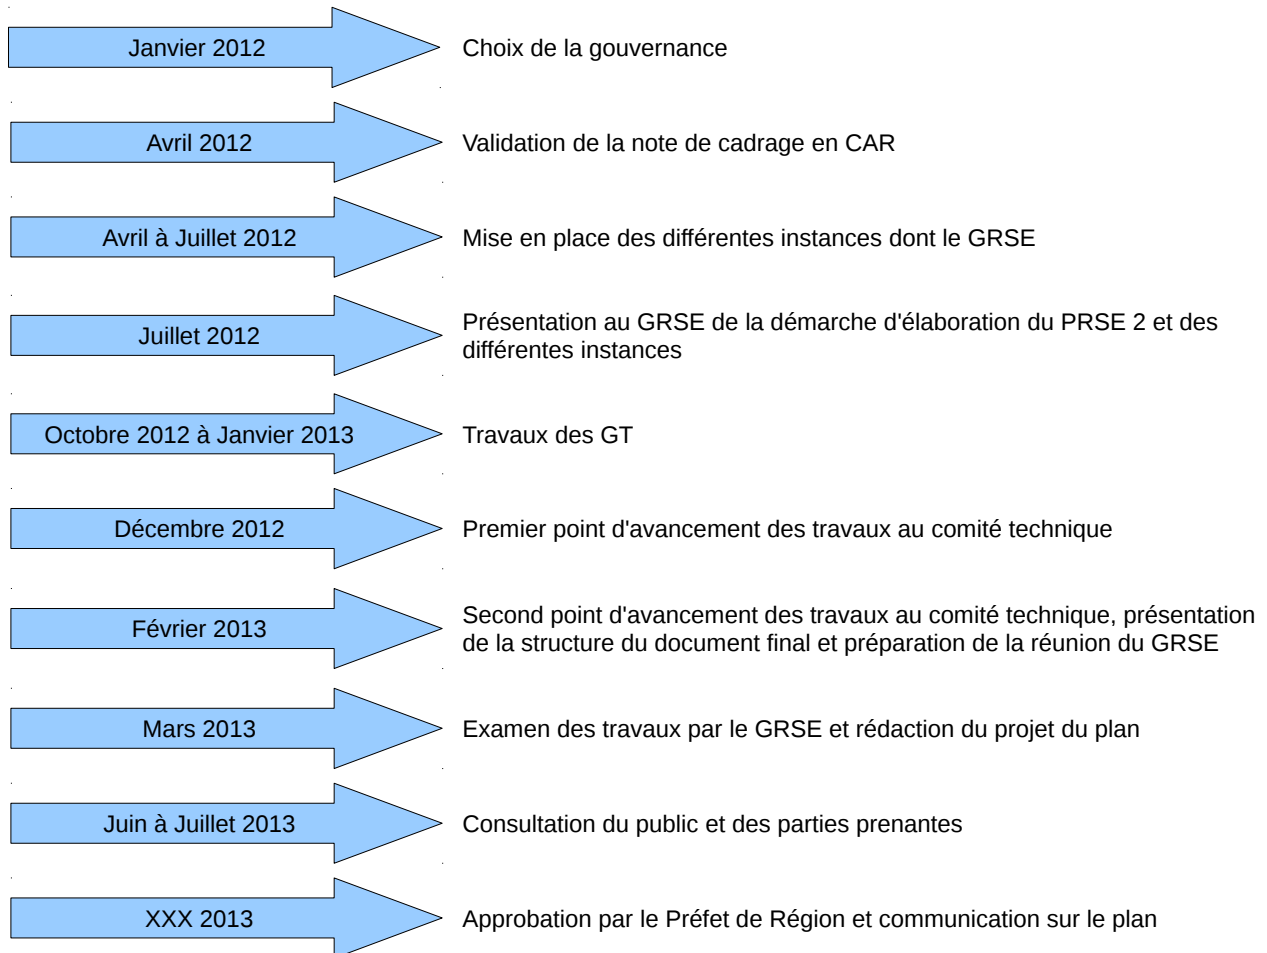 Janvier 2012
Choix de la gouvernance
Avril 2012
Validation de la note de cadrage en CAR
Avril à Juillet 2012
Mise en place des différentes instances dont le GRSE
Juillet 2012
Présentation au GRSE de la démarche d'élaboration du PRSE 2 et des
différentes instances
Octobre 2012 à Janvier 2013
Travaux des GT
Décembre 2012
Premier point d'avancement des travaux au comité technique
Février 2013
Second point d'avancement des travaux au comité technique, présentation
de la structure du document final et préparation de la réunion du GRSE
Mars 2013
Examen des travaux par le GRSE et rédaction du projet du plan
Juin à Juillet 2013
Consultation du public et des parties prenantes
XXX 2013
Approbation par le Préfet de Région et communication sur le plan